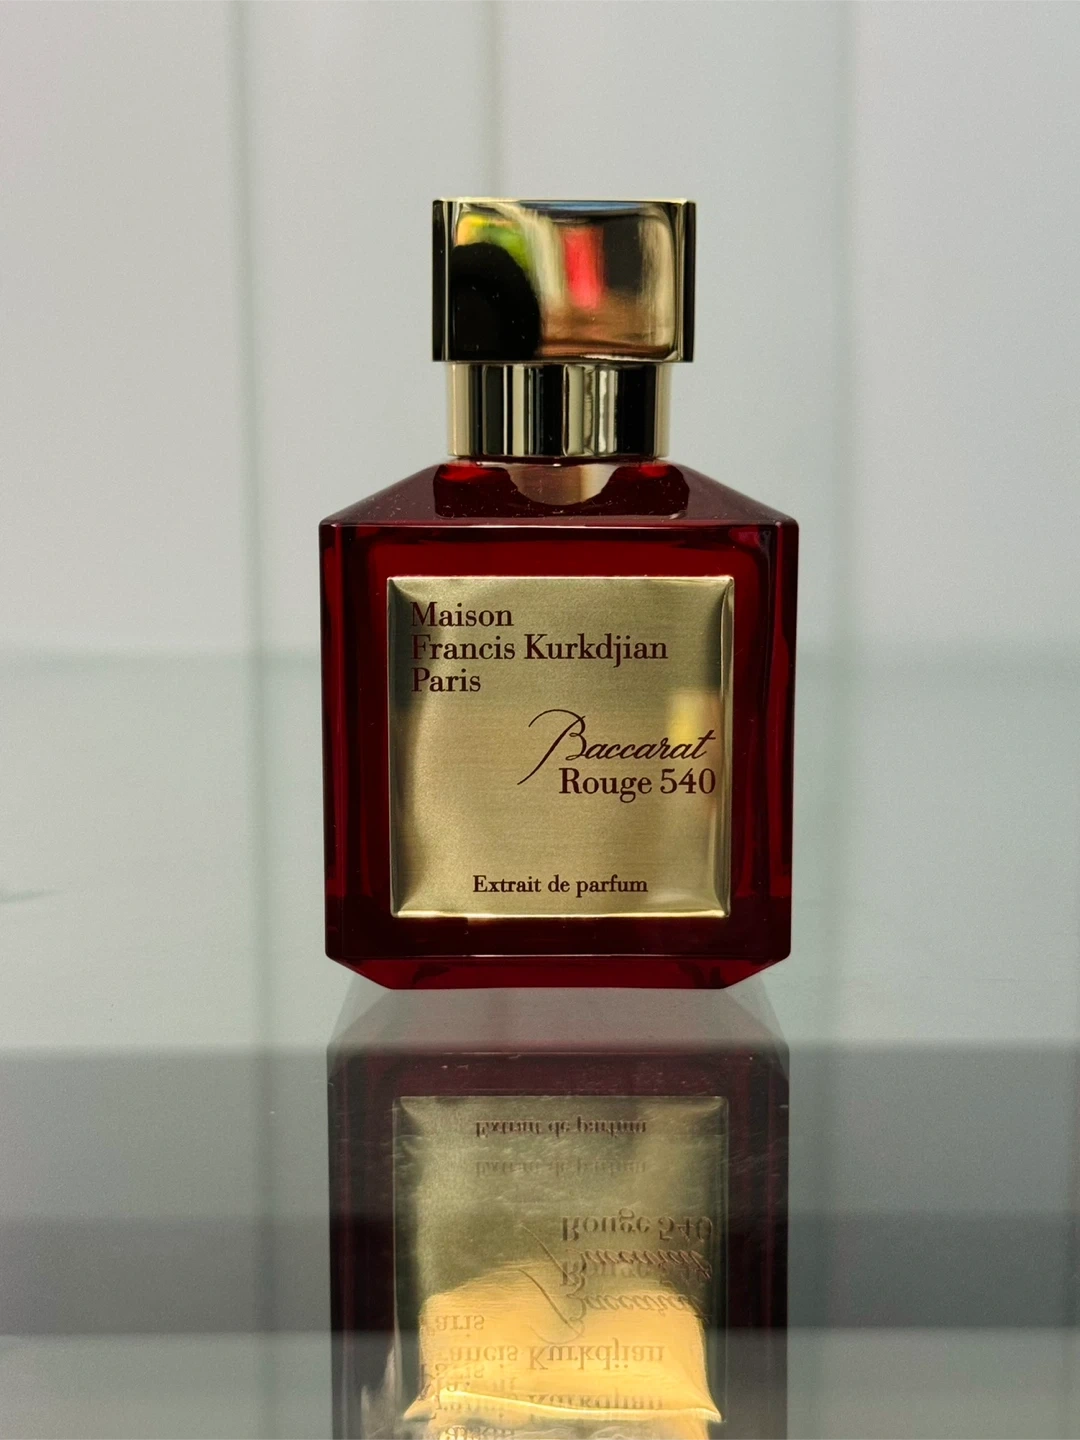 Maison
Francis Kurkdjian
Paris
Baccarat
Rouge 540
Extrait de parfum